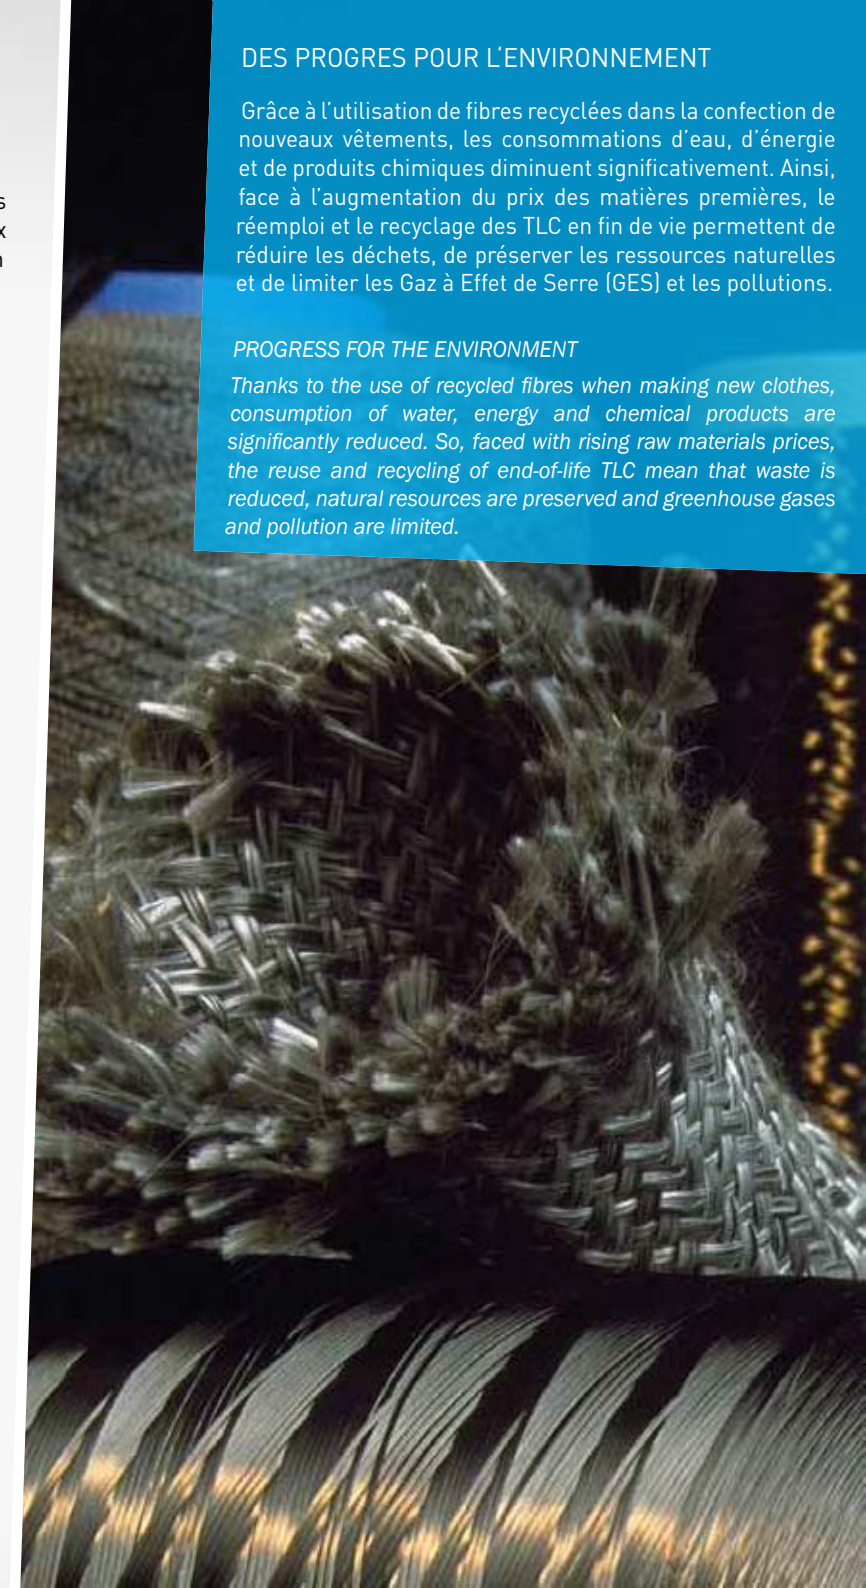 DES PROGRES POUR L‘ENVIRONNEMENT
Grâce à l’utilisation de fibres recyclées dans la confection de
nouveaux vêtements, les consommations d’eau, d’énergie
et de produits chimiques diminuent significativement. Ainsi,
face à l’augmentation du prix des matières premières, le
réemploi et le recyclage des TLC en fin de vie permettent de
réduire les déchets, de préserver les ressources naturelles
et de limiter les Gaz à Effet de Serre (GES) et les pollutions.
PROGRESS FOR THE ENVIRONMENT
Thanks to the use of recycled fibres when making new clothes,
consumption of water, energy and chemical products are
significantly reduced. So, faced with rising raw materials prices,
the reuse and recycling of end-of-life TLC mean that waste is
reduced, natural resources are preserved and greenhouse gases
and pollution are limited.